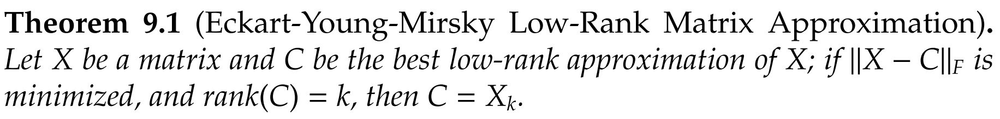 Theorem 9.1 (Eckart-Young-Mirsky Low-Rank Matrix Approximation).
Let X be a matrix and C be the best low-rank approximation of X; if ‖X − C‖_F is
minimized, and rank(C) = k, then C = X_k.